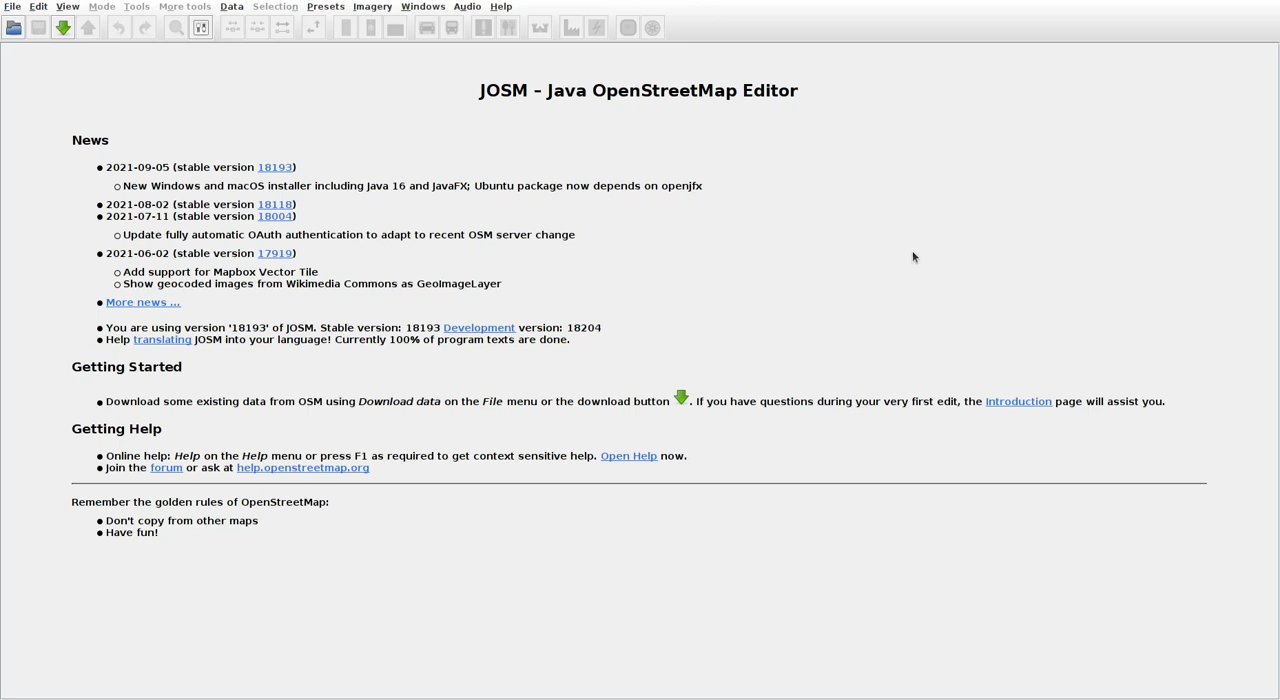 File Edit View Mode Tools More tools Data Selection Presets Imagery Windows Audio Help
JOSM – Java OpenStreetMap Editor
News
2021-09-05 (stable version 18193)
New Windows and macOS installer including Java 16 and JavaFX; Ubuntu package now depends on openjfx
2021-08-02 (stable version 18118)
2021-07-11 (stable version 18004)
Update fully automatic OAuth authentication to adapt to recent OSM server change
2021-06-02 (stable version 17919)
Add support for Mapbox Vector Tile
Show geocoded images from Wikimedia Commons as GeoImageLayer
More news ...
You are using version '18193' of JOSM. Stable version: 18193 Development version: 18204
Help translating JOSM into your language! Currently 100% of program texts are done.
Getting Started
Download some existing data from OSM using Download data on the File menu or the download button . If you have questions during your very first edit, the Introduction page will assist you.
Getting Help
Online help: Help on the Help menu or press F1 as required to get context sensitive help. Open Help now.
Join the forum or ask at help.openstreetmap.org
Remember the golden rules of OpenStreetMap:
Don't copy from other maps
Have fun!